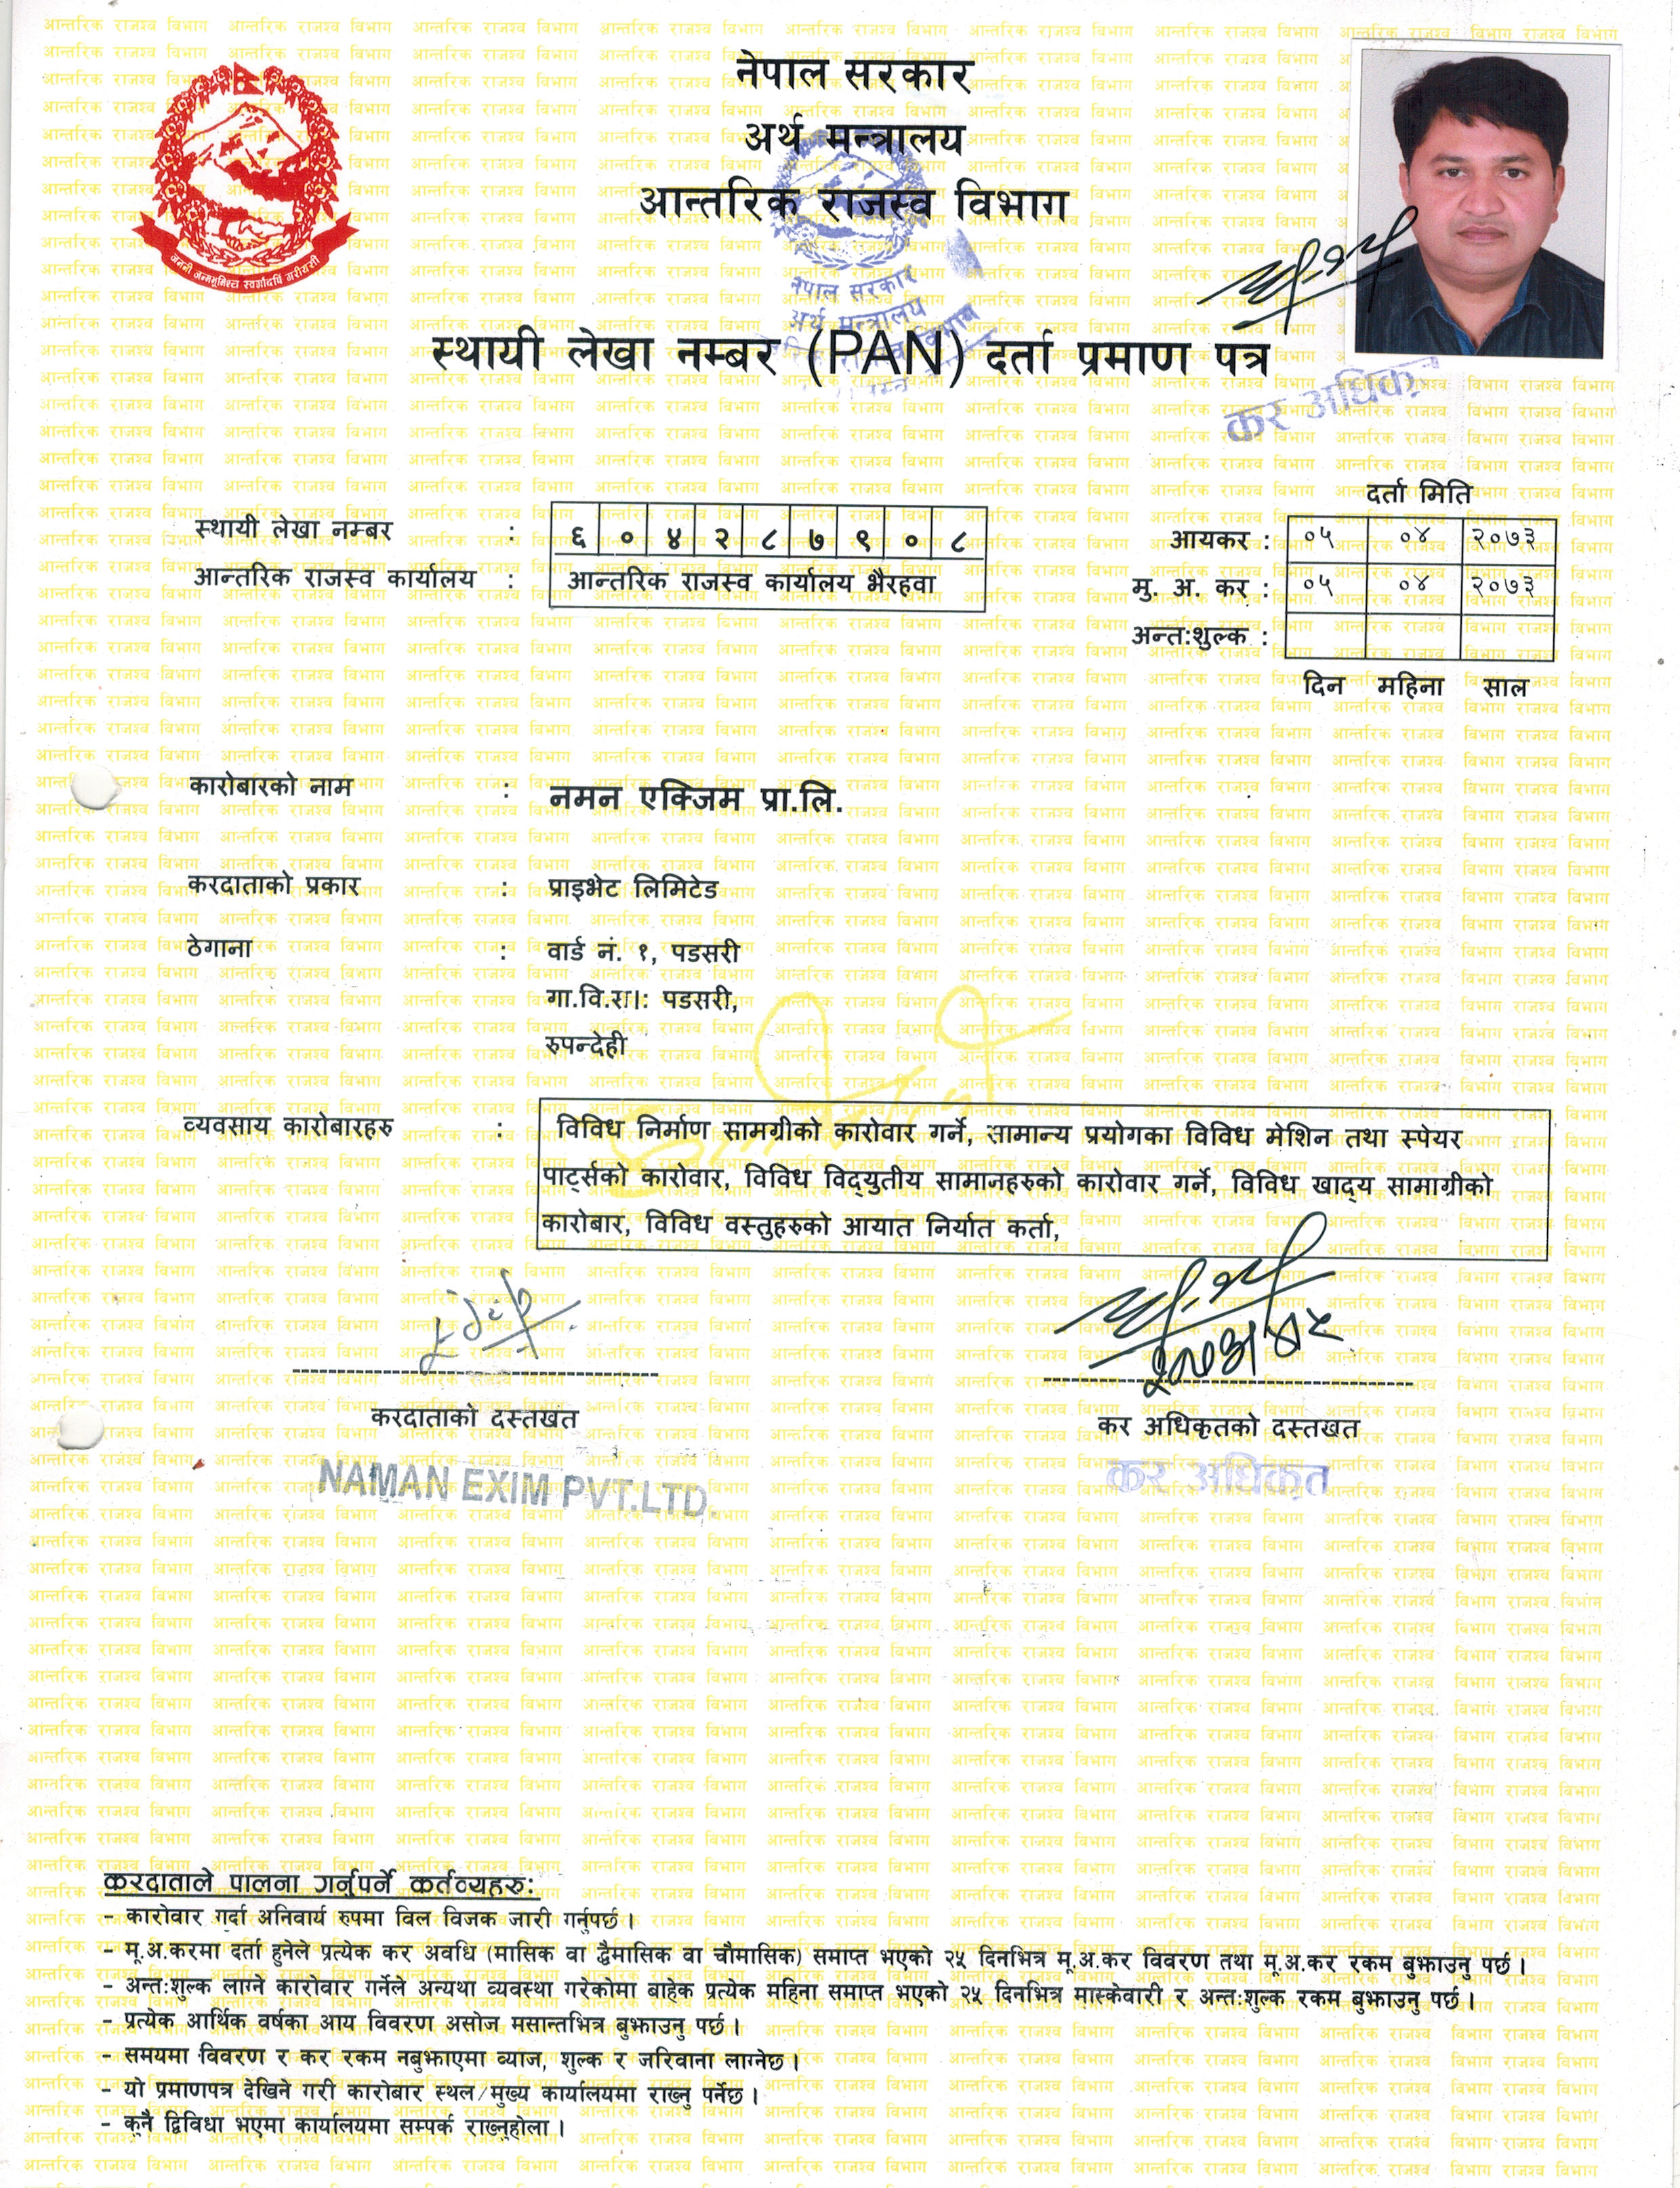 नेपाल सरकार
अर्थ मन्त्रालय
आन्तरिक राजस्व विभाग
जननी जन्मभूमिश्च स्वर्गादपि गरीयसी
नेपाल सरकार
अर्थ मन्त्रालय
स्थायी लेखा नम्बर (PAN) दर्ता प्रमाण पत्र
कर अधिकृ
दर्ता मिति
स्थायी लेखा नम्बर : ६ ० ४ २ ८ ७ ९ ० ८
आयकर : ०५ ०४ २०७३
आन्तरिक राजस्व कार्यालय : आन्तरिक राजस्व कार्यालय भैरहवा
मु. अ. कर : ०५ ०४ २०७३
अन्त:शुल्क :
दिन महिना साल
कारोबारको नाम : नमन एक्जिम प्रा.लि.
करदाताको प्रकार : प्राइभेट लिमिटेड
ठेगाना : वार्ड नं. १, पडसरी
गा.वि.स।: पडसरी,
रुपन्देही
व्यवसाय कारोबारहरु : विविध निर्माण सामग्रीको कारोवार गर्ने, सामान्य प्रयोगका विविध मेशिन तथा स्पेयर
पार्ट्सको कारोवार, विविध विद्युतीय सामानहरुको कारोवार गर्ने, विविध खाद्य सामाग्रीको
कारोबार, विविध वस्तुहरुको आयात निर्यात कर्ता,
करदाताको दस्तखत
कर अधिकृतको दस्तखत
NAMAN EXIM PVT.LTD.
कर अधिकृत
करदाताले पालना गर्नुपर्ने कर्तव्यहरु:
- कारोवार गर्दा अनिवार्य रुपमा विल विजक जारी गर्नुपर्छ ।
- मू.अ.करमा दर्ता हुनेले प्रत्येक कर अवधि (मासिक वा द्वैमासिक वा चौमासिक) समाप्त भएको २५ दिनभित्र मू.अ.कर विवरण तथा मू.अ.कर रकम बुझाउनु पर्छ ।
- अन्तःशुल्क लाग्ने कारोवार गर्नेले अन्यथा व्यवस्था गरेकोमा बाहेक प्रत्येक महिना समाप्त भएको २५ दिनभित्र मास्केवारी र अन्तःशुल्क रकम बुझाउनु पर्छ ।
- प्रत्येक आर्थिक वर्षका आय विवरण असोज मसान्तभित्र बुझाउनु पर्छ ।
- समयमा विवरण र कर रकम नबुझाएमा व्याज, शुल्क र जरिवाना लाग्नेछ ।
- यो प्रमाणपत्र देखिने गरी कारोबार स्थल/मुख्य कार्यालयमा राख्नु पर्नेछ ।
- कुनै द्विविधा भएमा कार्यालयमा सम्पर्क राख्नुहोला ।